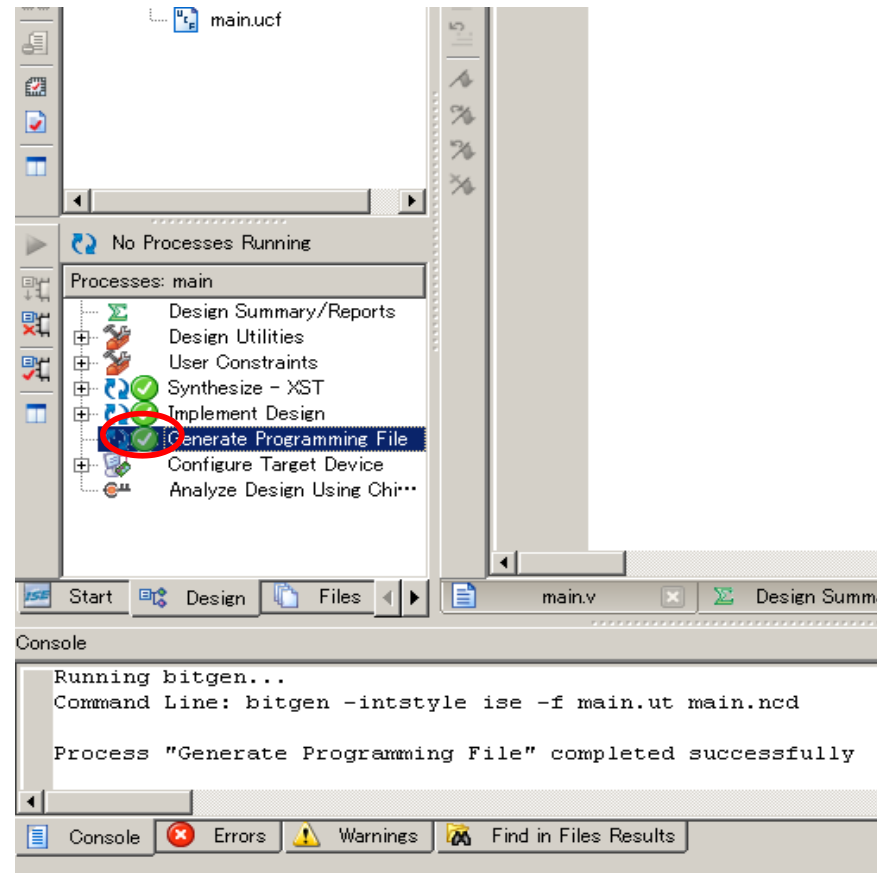 main.ucf
No Processes Running
Processes: main
Design Summary/Reports
Design Utilities
User Constraints
Synthesize - XST
Implement Design
Generate Programming File
Configure Target Device
Analyze Design Using Chi…
ISE Start Design Files main.v Design Summa
Console
Running bitgen...
Command Line: bitgen -intstyle ise -f main.ut main.ncd
Process "Generate Programming File" completed successfully
Console Errors Warnings Find in Files Results